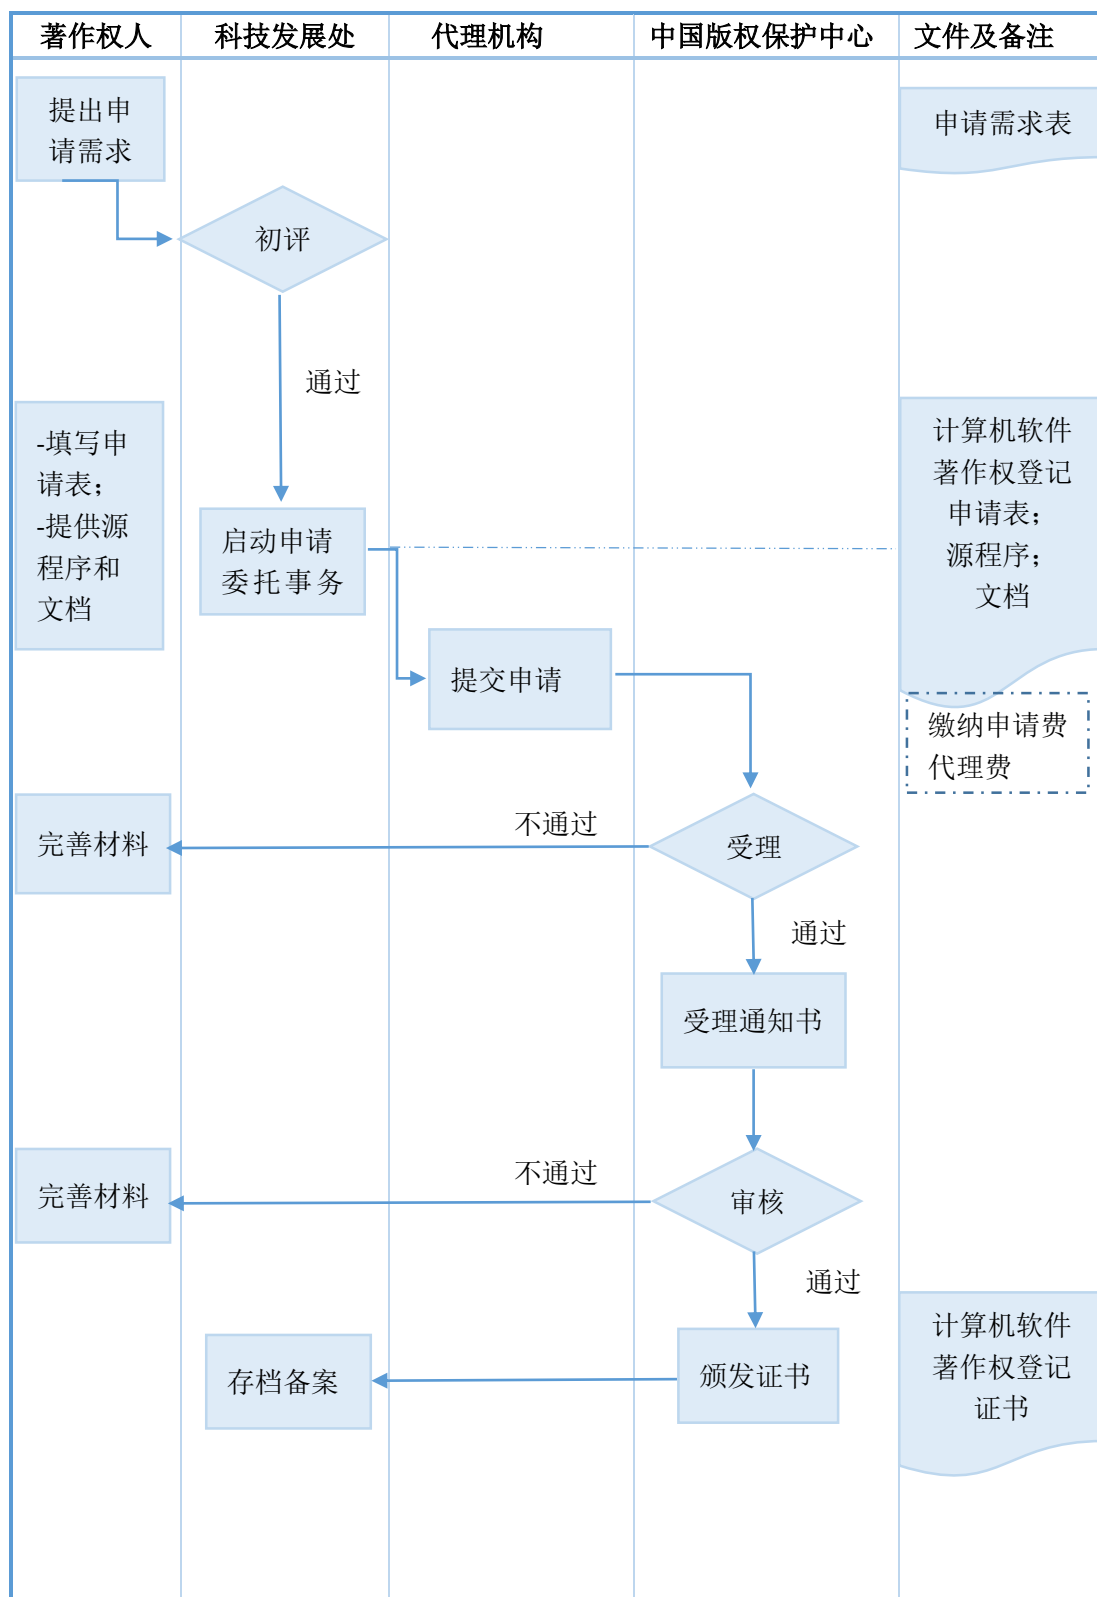 著作权人 科技发展处 代理机构 中国版权保护中心 文件及备注
提出申
请需求
申请需求表
初评
通过
-填写申
请表；
-提供源
程序和
文档
启动申请
委托事务
计算机软件
著作权登记
申请表；
源程序；
文档
提交申请
缴纳申请费
代理费
完善材料
不通过
受理
通过
受理通知书
完善材料
不通过
审核
通过
存档备案
颁发证书
计算机软件
著作权登记
证书